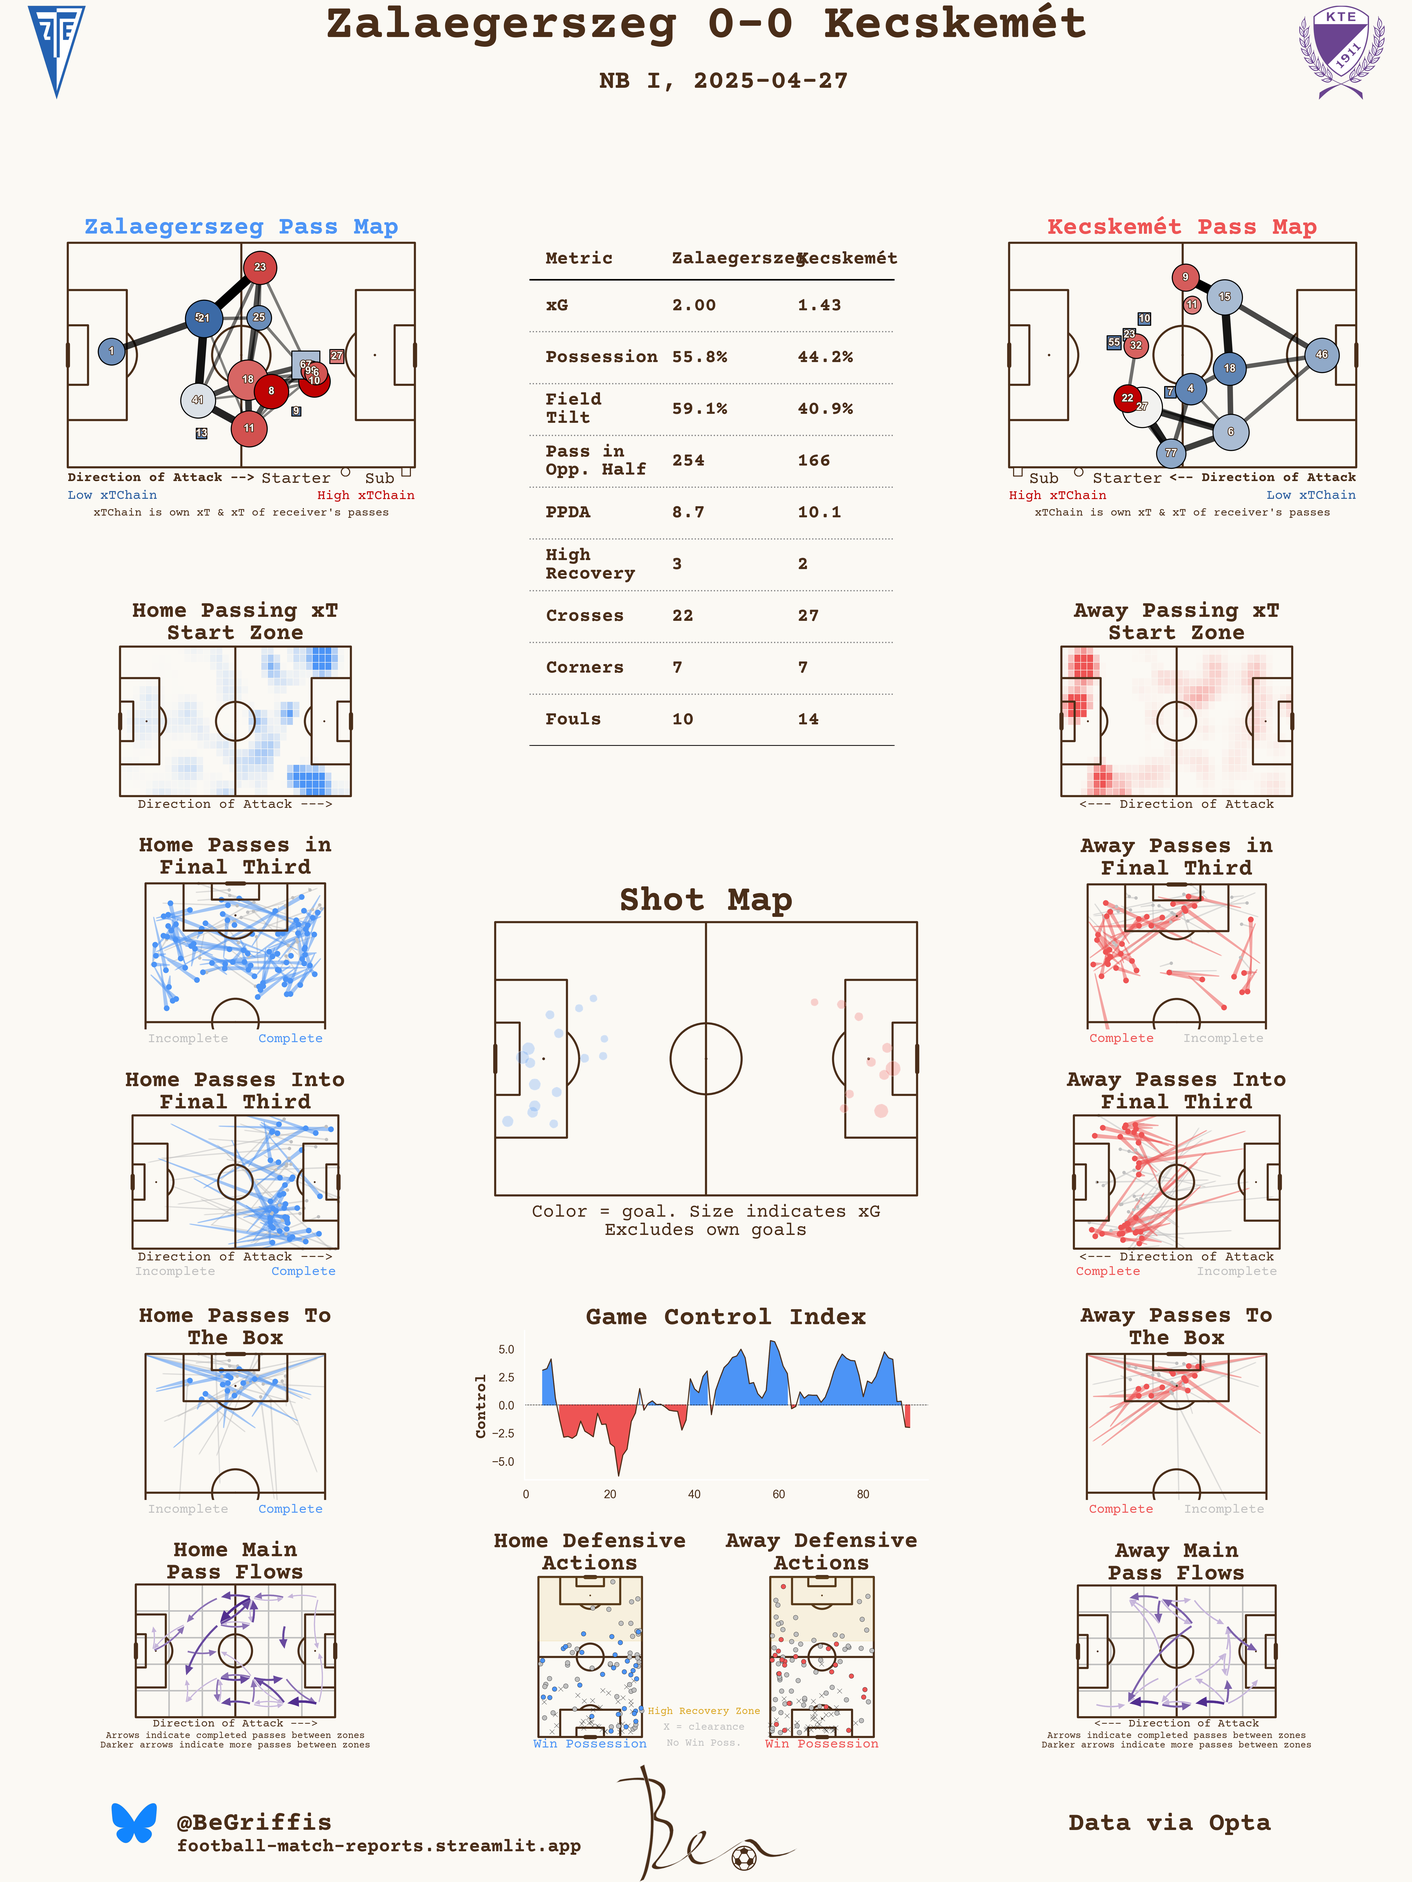 Zalaegerszeg 0-0 Kecskemét
NB I, 2025-04-27
ZTE
KTE
1911
Zalaegerszeg Pass Map
23
21
25
1
27
18
8
6
10
41
11
9
13
Direction of Attack --> Starter Sub
Low xTChain High xTChain
xTChain is own xT & xT of receiver's passes
Metric Zalaegerszeg Kecskemét
xG 2.00 1.43
Possession 55.8% 44.2%
Field
Tilt 59.1% 40.9%
Pass in
Opp. Half 254 166
PPDA 8.7 10.1
High
Recovery 3 2
Crosses 22 27
Corners 7 7
Fouls 10 14
Kecskemét Pass Map
9
15
11
10
23
55
32
46
18
7
4
22
27
6
77
Sub Starter <-- Direction of Attack
High xTChain Low xTChain
xTChain is own xT & xT of receiver's passes
Home Passing xT
Start Zone
Direction of Attack --->
Away Passing xT
Start Zone
<--- Direction of Attack
Home Passes in
Final Third
Incomplete Complete
Away Passes in
Final Third
Complete Incomplete
Shot Map
Color = goal. Size indicates xG
Excludes own goals
Home Passes Into
Final Third
Direction of Attack --->
Incomplete Complete
Away Passes Into
Final Third
<--- Direction of Attack
Complete Incomplete
Home Passes To
The Box
Incomplete Complete
Game Control Index
Control
5.0
2.5
0.0
−2.5
−5.0
0 20 40 60 80
Away Passes To
The Box
Complete Incomplete
Home Main
Pass Flows
Direction of Attack --->
Arrows indicate completed passes between zones
Darker arrows indicate more passes between zones
Home Defensive
Actions
Win Possession
Away Defensive
Actions
Win Possession
High Recovery Zone
X = clearance
No Win Poss.
Away Main
Pass Flows
<--- Direction of Attack
Arrows indicate completed passes between zones
Darker arrows indicate more passes between zones
@BeGriffis
football-match-reports.streamlit.app
Ben
Data via Opta